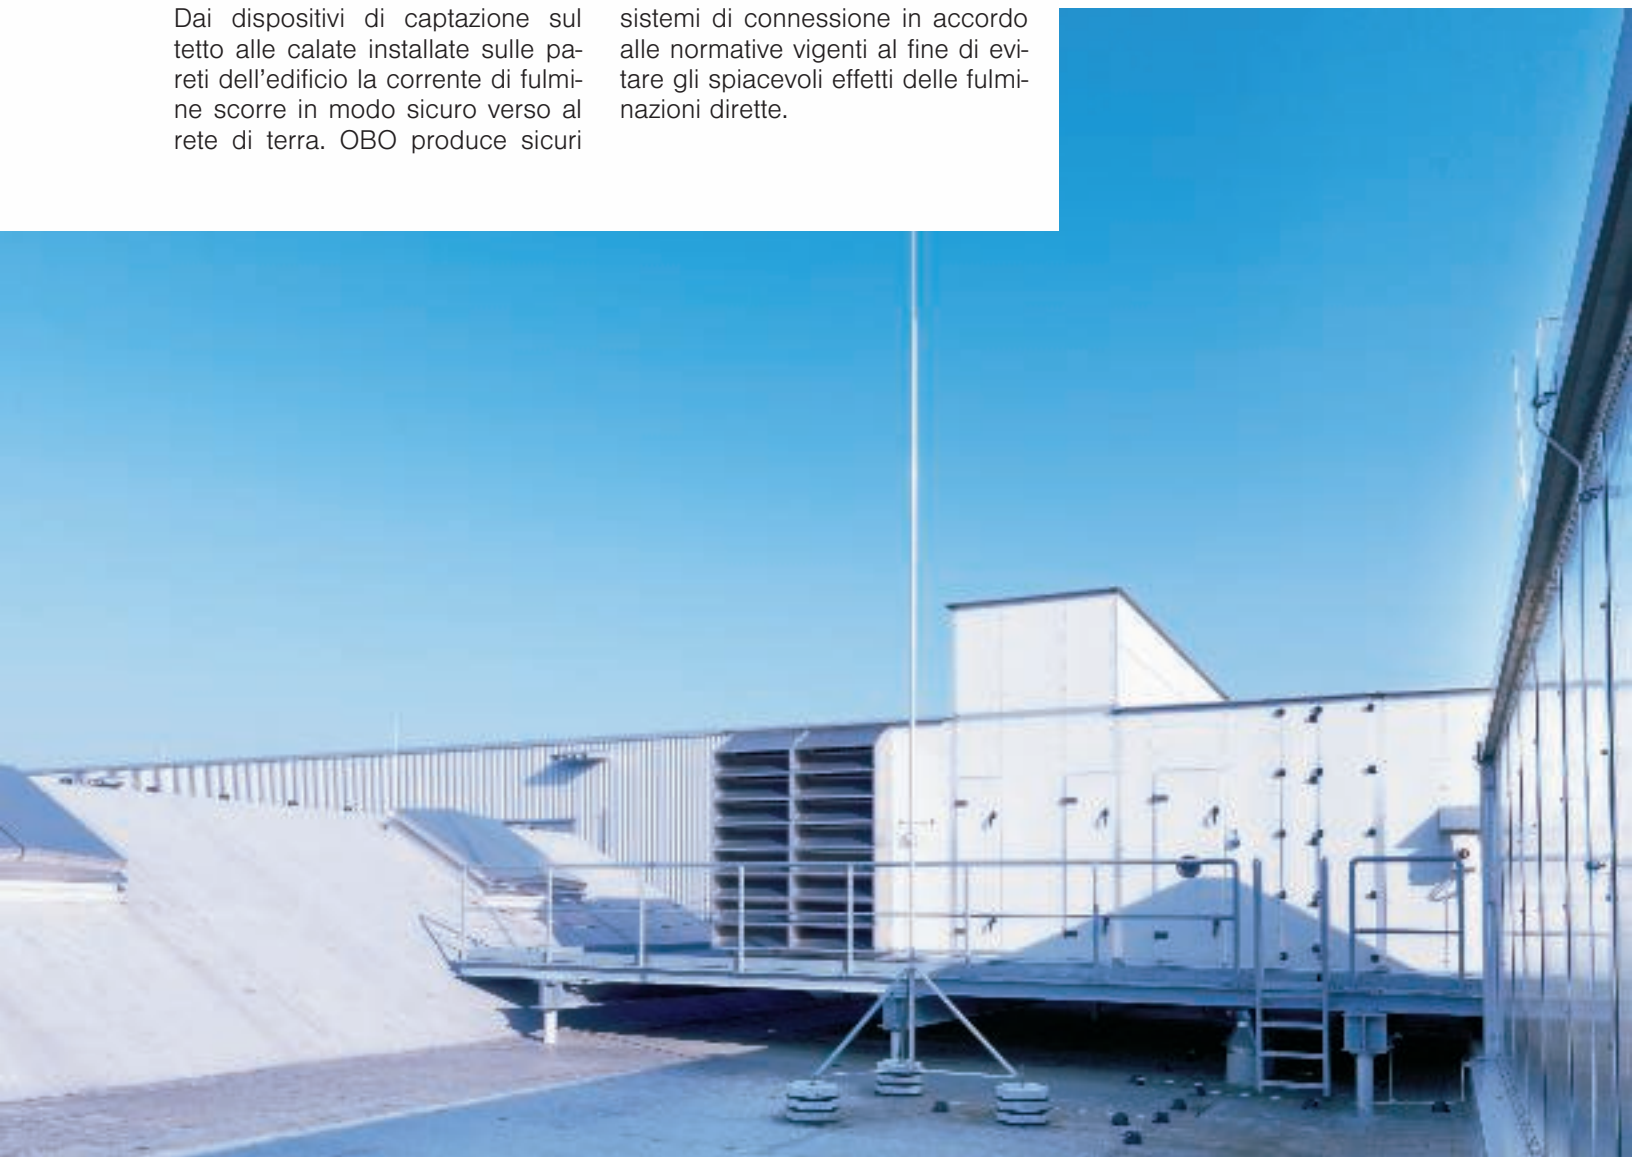 Dai dispositivi di captazione sul
tetto alle calate installate sulle pa-
reti dell'edificio la corrente di fulmi-
ne scorre in modo sicuro verso al
rete di terra. OBO produce sicuri
sistemi di connessione in accordo
alle normative vigenti al fine di evi-
tare gli spiacevoli effetti delle fulmi-
nazioni dirette.